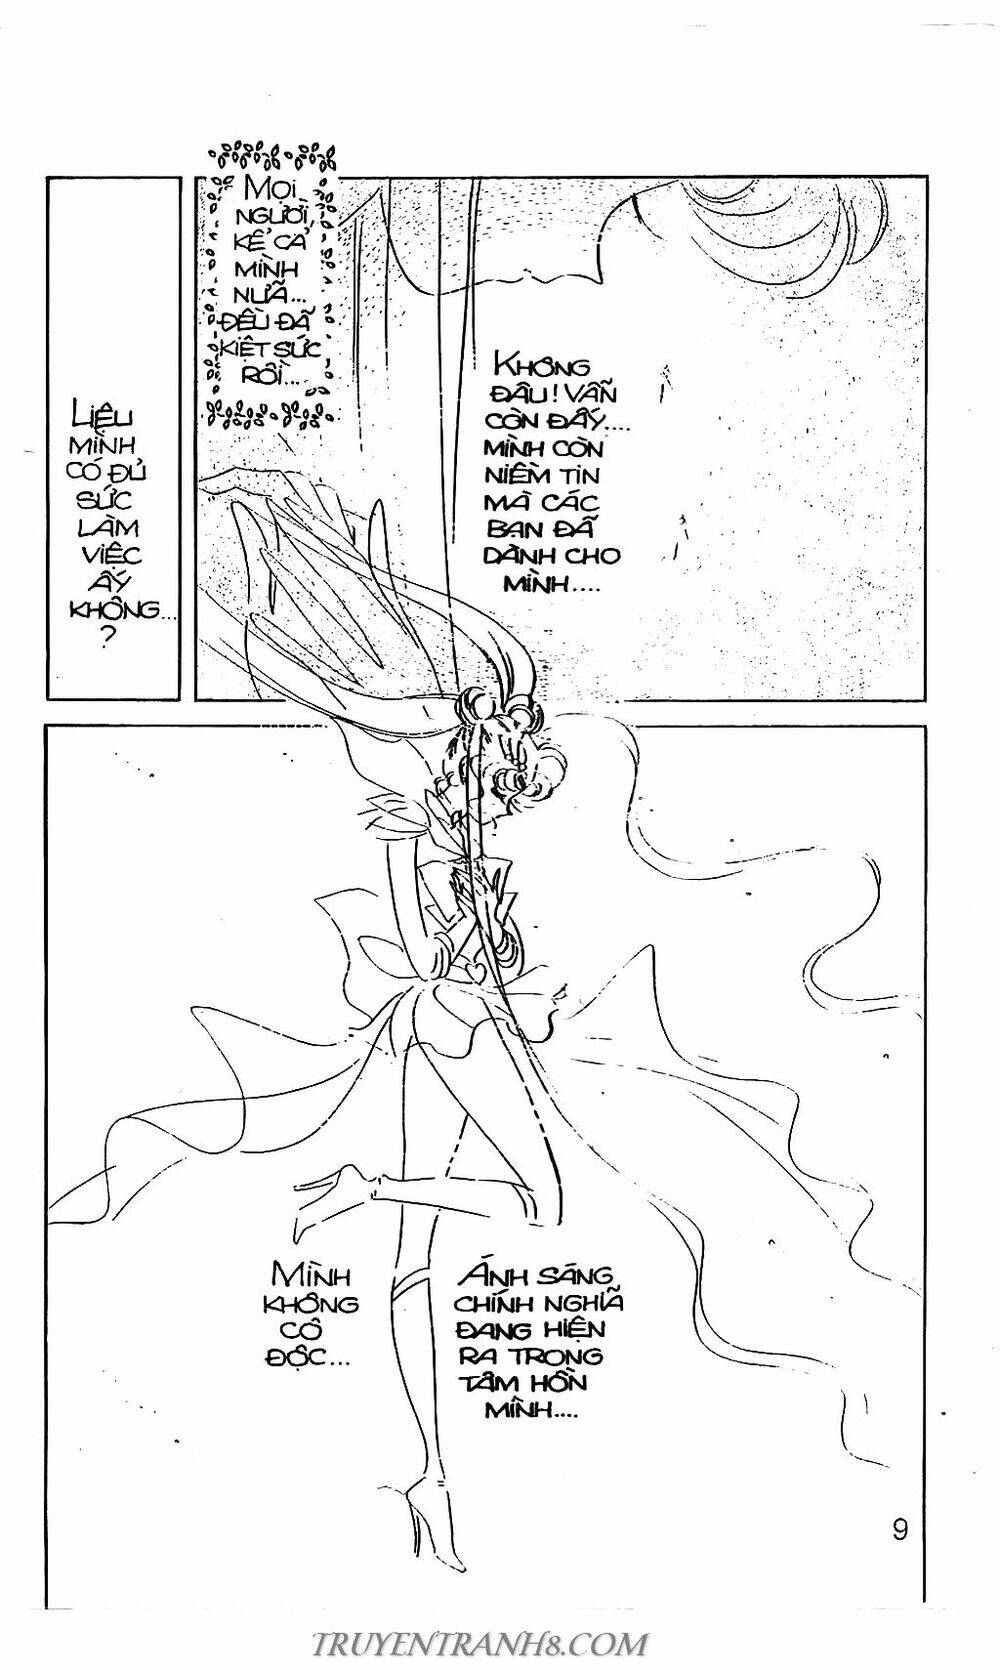 LIỆU
MÌNH
CÓ ĐỦ
SỨC
LÀM
VIỆC
ẤY
KHÔNG...
?
MỌI
NGƯỜI,
KỂ CẢ
MÌNH
NỮA...
ĐỀU ĐÃ
KIỆT SỨC
RỒI...
KHÔNG
ĐÂU! VẪN
CÒN ĐẤY....
MÌNH CÒN
NIỀM TIN
MÀ CÁC
BẠN ĐÃ
DÀNH CHO
MÌNH....
MÌNH
KHÔNG
CÔ
ĐỘC...
ÁNH SÁNG
CHÍNH NGHĨA
ĐANG HIỆN
RA TRONG
TÂM HỒN
MÌNH....
9
TRUYENTRANH8.COM